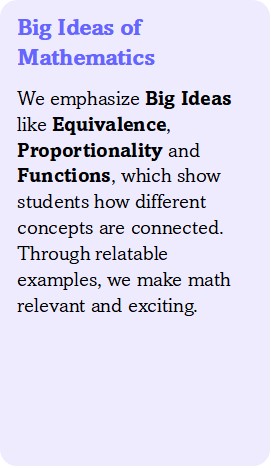 Big Ideas of
Mathematics
We emphasize Big Ideas
like Equivalence,
Proportionality and
Functions, which show
students how different
concepts are connected.
Through relatable
examples, we make math
relevant and exciting.